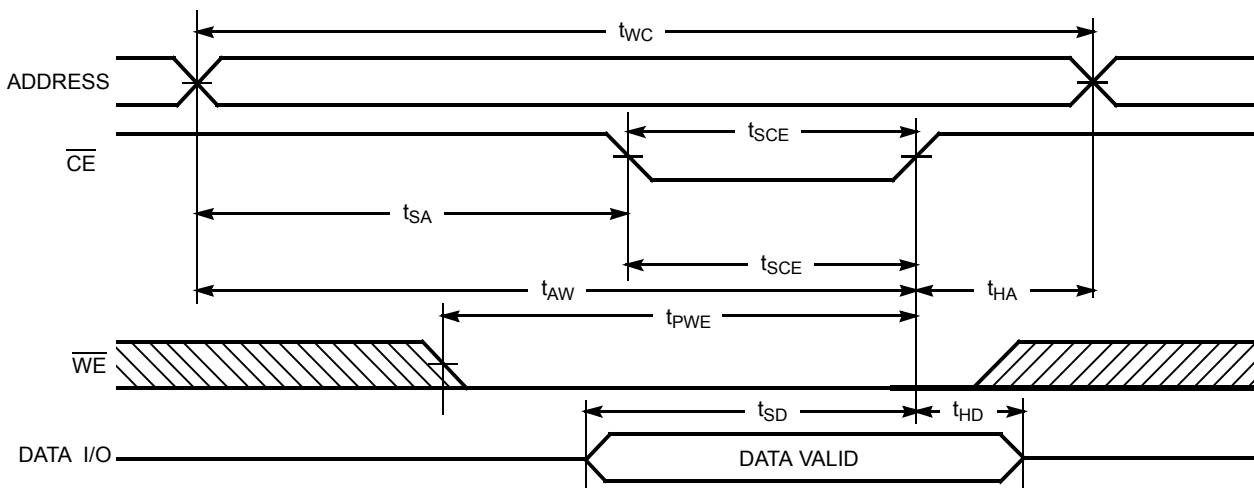 tWC
ADDRESS
tSCE
CE
tSA
tSCE
tAW
tHA
tPWE
WE
tSD
tHD
DATA I/O
DATA VALID